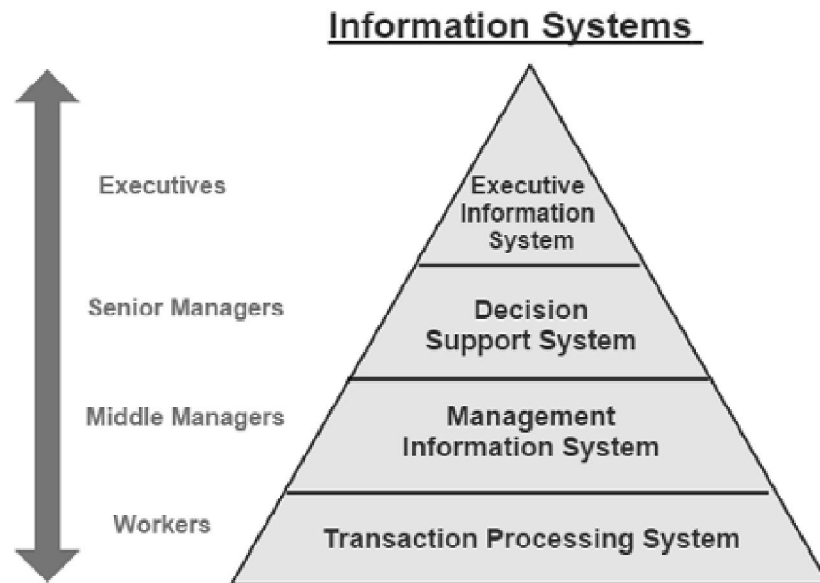 Information Systems
Executives
Executive
Information
System
Senior Managers
Decision
Support System
Middle Managers
Management
Information System
Workers
Transaction Processing System